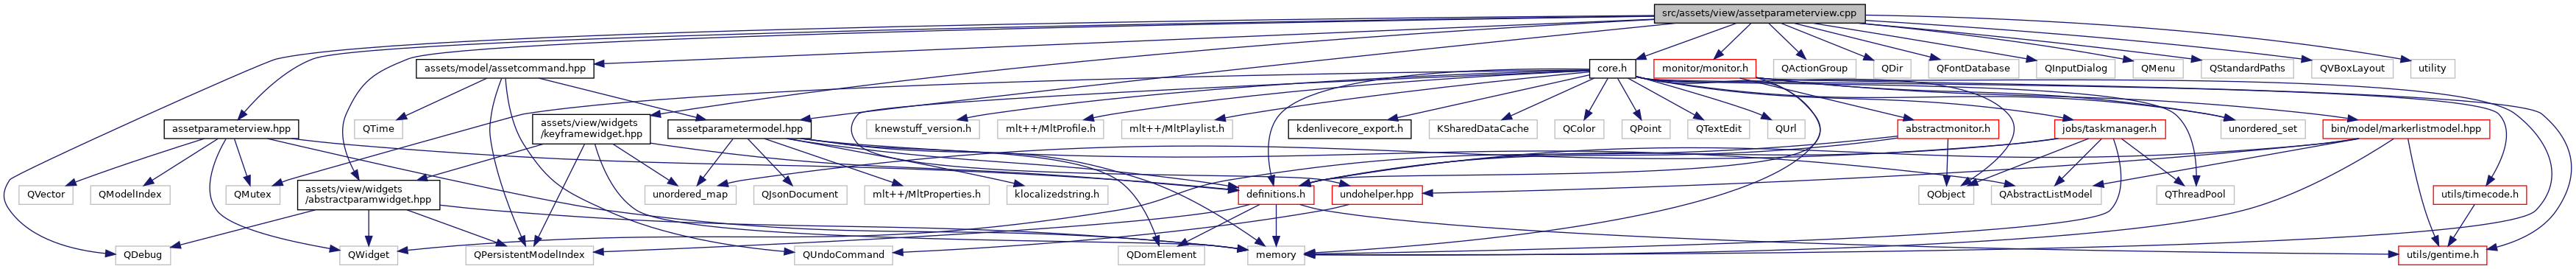 src/assets/view/assetparameterview.cpp
assets/model/assetcommand.hpp
core.h
monitor/monitor.h
QActionGroup
QDir
QFontDatabase
QInputDialog
QMenu
QStandardPaths
QVBoxLayout
utility
assetparameterview.hpp
QTime
assets/view/widgets
/keyframewidget.hpp
assetparametermodel.hpp
knewstuff_version.h
mlt++/MltProfile.h
mlt++/MltPlaylist.h
kdenlivecore_export.h
KSharedDataCache
QColor
QPoint
QTextEdit
QUrl
abstractmonitor.h
jobs/taskmanager.h
unordered_set
bin/model/markerlistmodel.hpp
QVector
QModelIndex
QMutex
assets/view/widgets
/abstractparamwidget.hpp
unordered_map
QJsonDocument
mlt++/MltProperties.h
klocalizedstring.h
definitions.h
undohelper.hpp
QObject
QAbstractListModel
QThreadPool
utils/timecode.h
QDebug
QWidget
QPersistentModelIndex
QUndoCommand
QDomElement
memory
utils/gentime.h